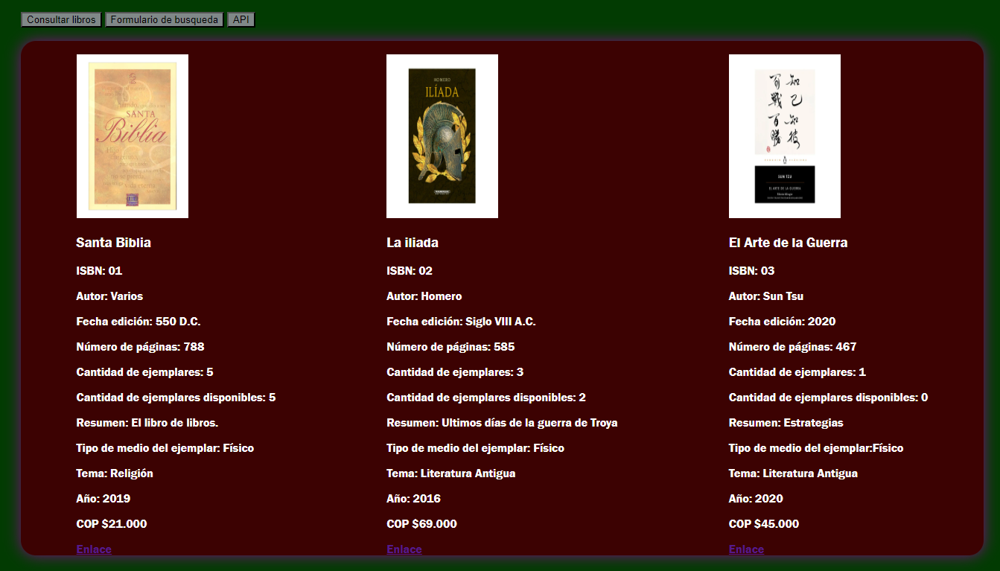 Consultar libros Formulario de busqueda API
SANTA
Biblia
HOMERO
ILÍADA
知己知彼
百戰百勝
SUN TZU
EL ARTE DE LA GUERRA
Santa Biblia
ISBN: 01
Autor: Varios
Fecha edición: 550 D.C.
Número de páginas: 788
Cantidad de ejemplares: 5
Cantidad de ejemplares disponibles: 5
Resumen: El libro de libros.
Tipo de medio del ejemplar: Físico
Tema: Religión
Año: 2019
COP $21.000
Enlace
La iliada
ISBN: 02
Autor: Homero
Fecha edición: Siglo VIII A.C.
Número de páginas: 585
Cantidad de ejemplares: 3
Cantidad de ejemplares disponibles: 2
Resumen: Ultimos días de la guerra de Troya
Tipo de medio del ejemplar: Físico
Tema: Literatura Antigua
Año: 2016
COP $69.000
Enlace
El Arte de la Guerra
ISBN: 03
Autor: Sun Tsu
Fecha edición: 2020
Número de páginas: 467
Cantidad de ejemplares: 1
Cantidad de ejemplares disponibles: 0
Resumen: Estrategias
Tipo de medio del ejemplar:Físico
Tema: Literatura Antigua
Año: 2020
COP $45.000
Enlace